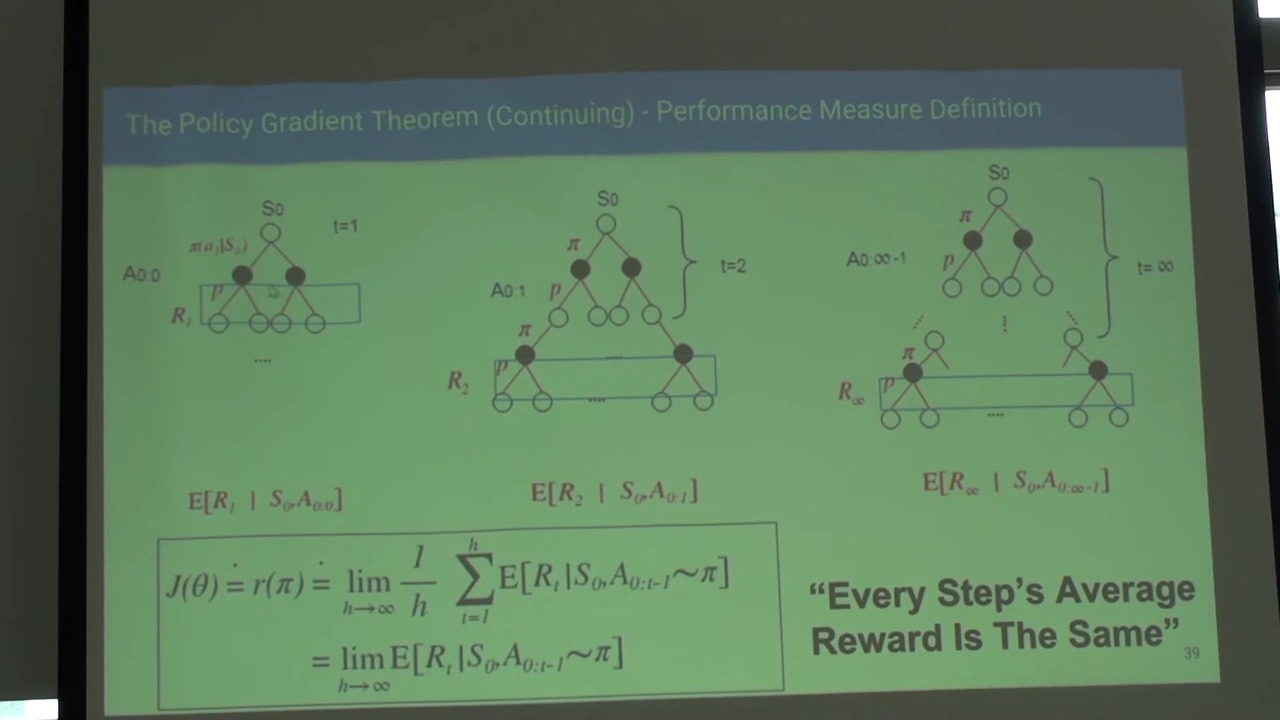 The Policy Gradient Theorem (Continuing) - Performance Measure Definition
S0
t=1
π(a₁|S₀)
A0:0
p
R₁
....
E[R₁ | S₀,A₀:₀]
S0
π
A0:1
p
t=2
π
p
....
R₂
....
E[R₂ | S₀,A₀:₁]
S0
π
A0:∞-1
p
t= ∞
π
p
R∞
....
E[R∞ | S₀,A₀:∞-₁]
J(θ) ≐ r(π) ≐ lim h→∞ 1/h ∑ t=1 h E[Rₜ|S₀,A₀:ₜ₋₁~π]
= lim h→∞ E[Rₜ|S₀,A₀:ₜ₋₁~π]
“Every Step’s Average
Reward Is The Same”
39